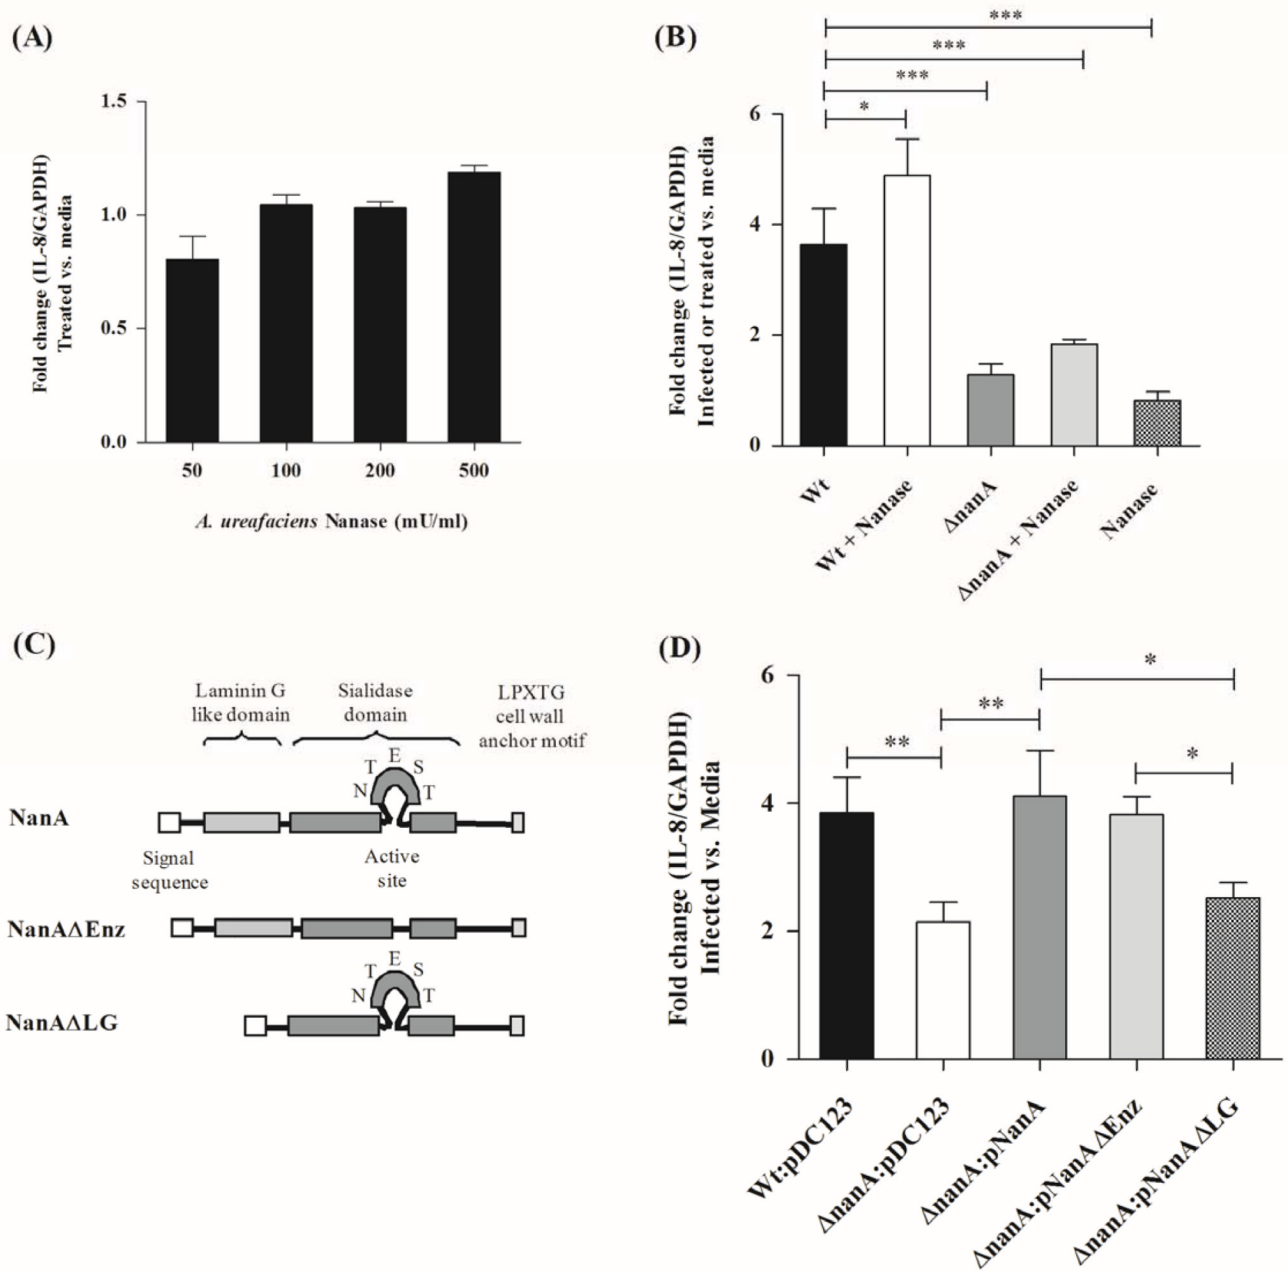 (A)
1.5
1.0
0.5
0.0
Fold change (IL-8/GAPDH)
Treated vs. media
50 100 200 500
A. ureafaciens Nanase (mU/ml)
(B)
***
***
***
*
6
4
2
0
Fold change (IL-8/GAPDH)
Infected or treated vs. media
Wt
Wt + Nanase
ΔnanA
ΔnanA + Nanase
Nanase
(C)
Laminin G
like domain
Sialidase
domain
LPXTG
cell wall
anchor motif
N T E S T
NanA
Signal
sequence
Active
site
NanAΔEnz
N T E S T
NanAΔLG
(D)
*
**
**
*
6
4
2
0
Fold change (IL-8/GAPDH)
Infected vs. Media
Wt:pDC123
ΔnanA:pDC123
ΔnanA:pNanA
ΔnanA:pNanAΔEnz
ΔnanA:pNanAΔLG